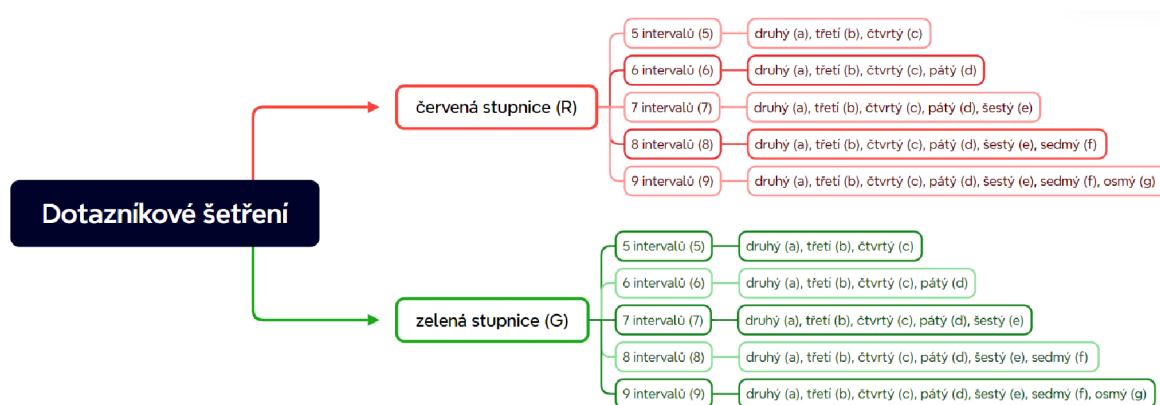 Dotazníkové šetření
červená stupnice (R)
5 intervalů (5)
druhý (a), třetí (b), čtvrtý (c)
6 intervalů (6)
druhý (a), třetí (b), čtvrtý (c), pátý (d)
7 intervalů (7)
druhý (a), třetí (b), čtvrtý (c), pátý (d), šestý (e)
8 intervalů (8)
druhý (a), třetí (b), čtvrtý (c), pátý (d), šestý (e), sedmý (f)
9 intervalů (9)
druhý (a), třetí (b), čtvrtý (c), pátý (d), šestý (e), sedmý (f), osmý (g)
zelená stupnice (G)
5 intervalů (5)
druhý (a), třetí (b), čtvrtý (c)
6 intervalů (6)
druhý (a), třetí (b), čtvrtý (c), pátý (d)
7 intervalů (7)
druhý (a), třetí (b), čtvrtý (c), pátý (d), šestý (e)
8 intervalů (8)
druhý (a), třetí (b), čtvrtý (c), pátý (d), šestý (e), sedmý (f)
9 intervalů (9)
druhý (a), třetí (b), čtvrtý (c), pátý (d), šestý (e), sedmý (f), osmý (g)